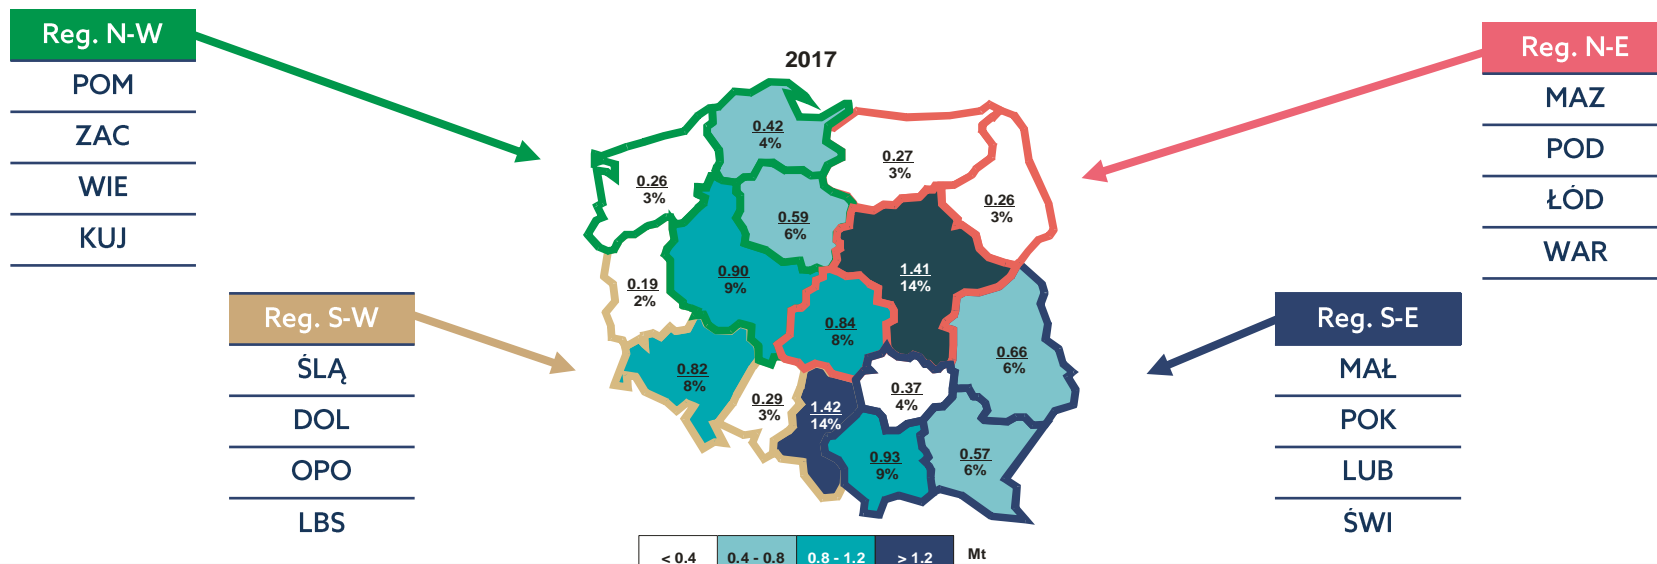 Reg. N-W
POM
ZAC
WIE
KUJ
Reg. S-W
ŚLĄ
DOL
OPO
LBS
2017
0.42
4%
0.27
3%
0.26
3%
0.26
3%
0.59
6%
0.90
9%
1.41
14%
0.19
2%
0.84
8%
0.66
6%
0.82
8%
0.29
3%
1.42
14%
0.37
4%
0.93
9%
0.57
6%
< 0.4
0.4 - 0.8
0.8 - 1.2
> 1.2
Mt
Reg. N-E
MAZ
POD
ŁÓD
WAR
Reg. S-E
MAŁ
POK
LUB
ŚWI